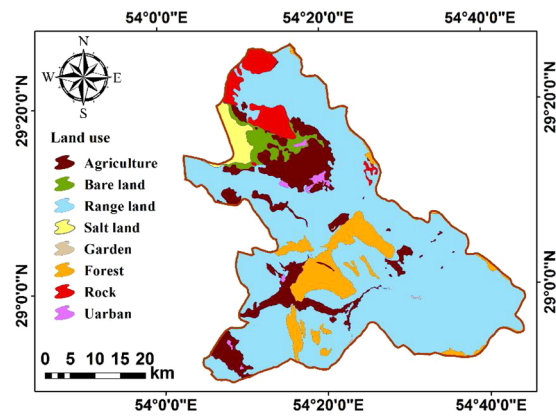 54°0'0"E 54°20'0"E 54°40'0"E
N
W E
S
29°20'0"N 29°20'0"N
Land use
Agriculture
Bare land
Range land
Salt land
Garden
Forest
Rock
Uarban
29°0'0"N 29°0'0"N
0 5 10 15 20
km
54°0'0"E 54°20'0"E 54°40'0"E